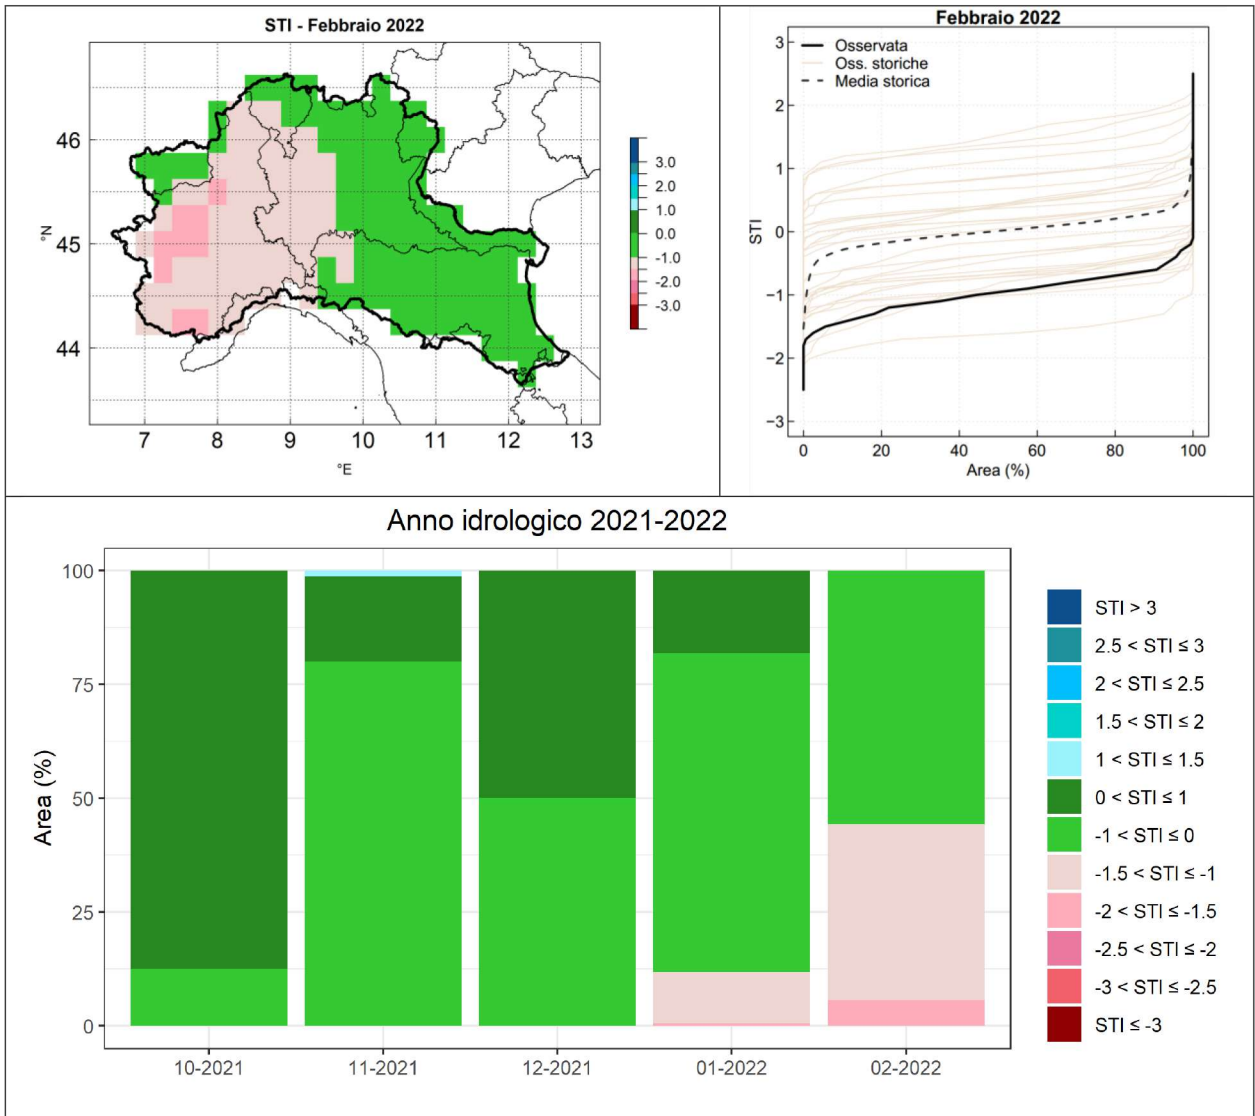 STI - Febbraio 2022
46
45
44
°N
7 8 9 10 11 12 13
°E
3.0
2.0
1.0
0.0
-1.0
-2.0
-3.0
Febbraio 2022
Osservata
Oss. storiche
Media storica
3
2
1
0
−1
−2
−3
STI
0 20 40 60 80 100
Area (%)
Anno idrologico 2021-2022
100
75
50
25
0
Area (%)
10-2021 11-2021 12-2021 01-2022 02-2022
STI > 3
2.5 < STI ≤ 3
2 < STI ≤ 2.5
1.5 < STI ≤ 2
1 < STI ≤ 1.5
0 < STI ≤ 1
-1 < STI ≤ 0
-1.5 < STI ≤ -1
-2 < STI ≤ -1.5
-2.5 < STI ≤ -2
-3 < STI ≤ -2.5
STI ≤ -3